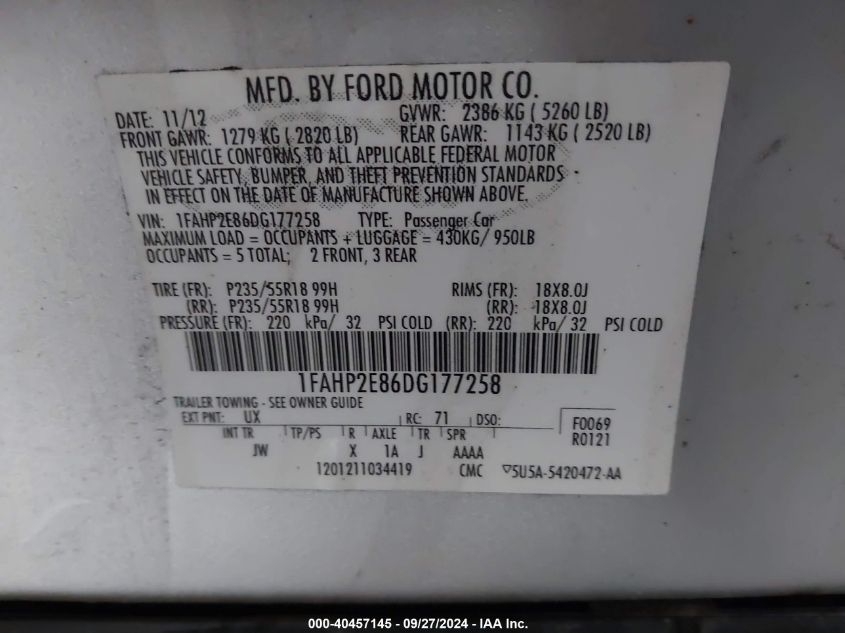 MFD. BY FORD MOTOR CO.
DATE: 11/12 GVWR: 2386 KG ( 5260 LB)
FRONT GAWR: 1279 KG ( 2820 LB) REAR GAWR: 1143 KG ( 2520 LB)
THIS VEHICLE CONFORMS TO ALL APPLICABLE FEDERAL MOTOR
VEHICLE SAFETY, BUMPER, AND THEFT PREVENTION STANDARDS
IN EFFECT ON THE DATE OF MANUFACTURE SHOWN ABOVE.
VIN: 1FAHP2E86DG177258 TYPE: Passenger Car
MAXIMUM LOAD = OCCUPANTS + LUGGAGE = 430KG/ 950LB
OCCUPANTS = 5 TOTAL; 2 FRONT, 3 REAR
TIRE (FR): P235/55R18 99H RIMS (FR): 18X8.0J
(RR): P235/55R18 99H (RR): 18X8.0J
PRESSURE (FR): 220 kPa/ 32 PSI COLD (RR): 220 kPa/ 32 PSI COLD
1FAHP2E86DG177258
TRAILER TOWING - SEE OWNER GUIDE
EXT PNT: UX RC: 71 DSO: F0069
INT TR TP/PS R AXLE TR SPR R0121
JW X 1A J AAAA
1201211034419 CMC ▽5U5A-5420472-AA
000-40457145 - 09/27/2024 - IAA Inc.